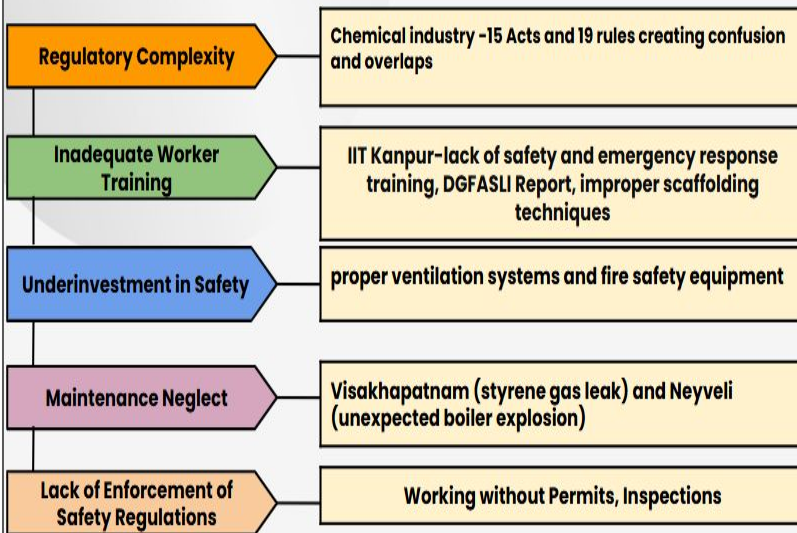 Regulatory Complexity
Chemical industry -15 Acts and 19 rules creating confusion
and overlaps
Inadequate Worker
Training
IIT Kanpur-lack of safety and emergency response
training, DGFASLI Report, improper scaffolding
techniques
Underinvestment in Safety
proper ventilation systems and fire safety equipment
Maintenance Neglect
Visakhapatnam (styrene gas leak) and Neyveli
(unexpected boiler explosion)
Lack of Enforcement of
Safety Regulations
Working without Permits, Inspections